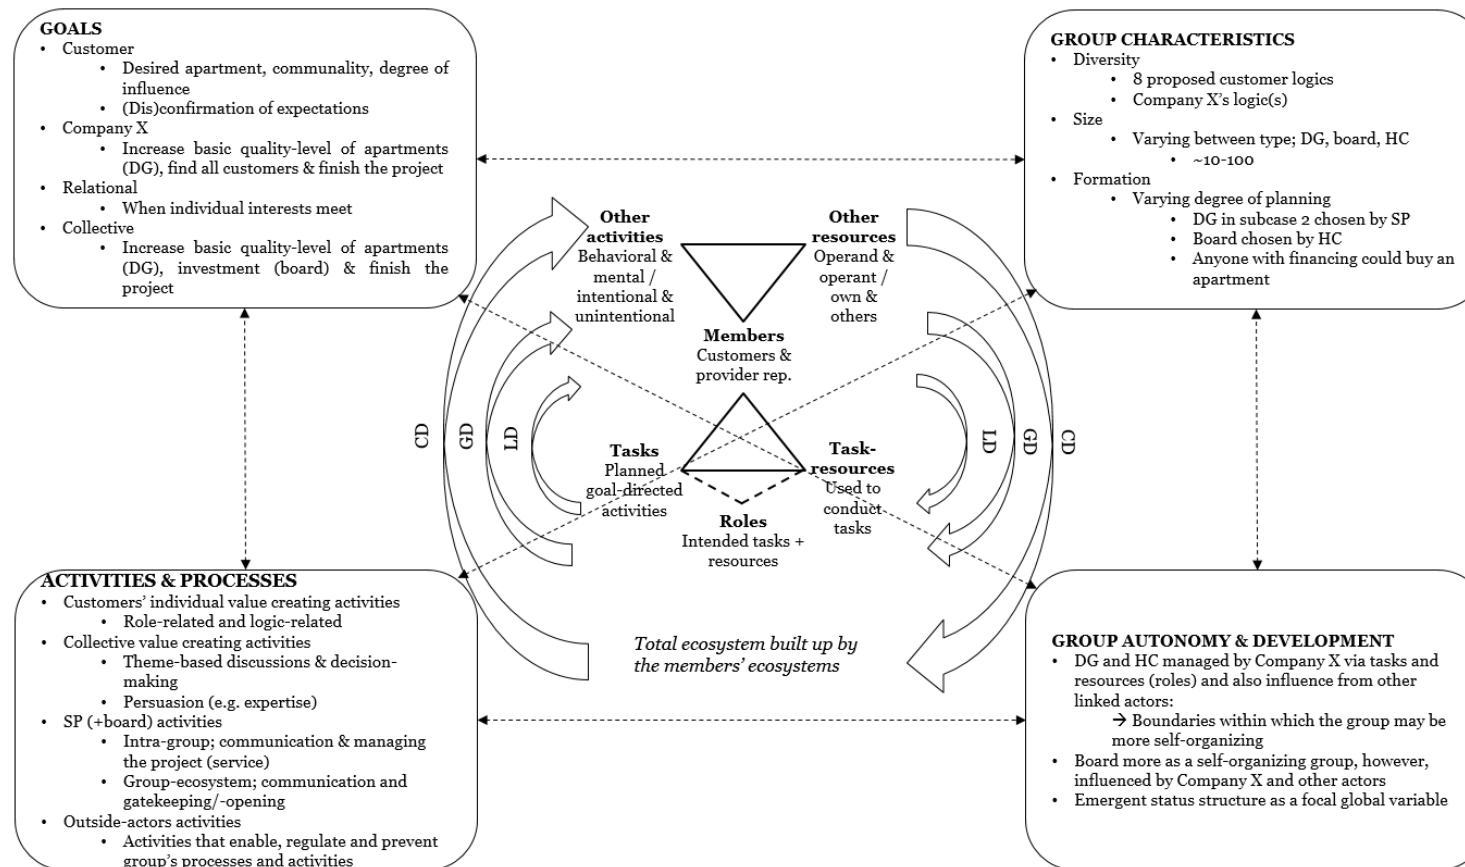 GOALS
• Customer
• Desired apartment, communality, degree of
influence
• (Dis)confirmation of expectations
• Company X
• Increase basic quality-level of apartments
(DG), find all customers & finish the project
• Relational
• When individual interests meet
• Collective
• Increase basic quality-level of apartments
(DG), investment (board) & finish the
project
GROUP CHARACTERISTICS
• Diversity
• 8 proposed customer logics
• Company X's logic(s)
• Size
• Varying between type; DG, board, HC
• ~10-100
• Formation
• Varying degree of planning
• DG in subcase 2 chosen by SP
• Board chosen by HC
• Anyone with financing could buy an
apartment
Other
activities
Behavioral &
mental /
intentional &
unintentional
Other
resources
Operand &
operant /
own &
others
Members
Customers &
provider rep.
CD
GD
LD
LD
GD
CD
Tasks
Planned
goal-directed
activities
Task-
resources
Used to
conduct
tasks
Roles
Intended tasks +
resources
Total ecosystem built up by
the members' ecosystems
ACTIVITIES & PROCESSES
• Customers' individual value creating activities
• Role-related and logic-related
• Collective value creating activities
• Theme-based discussions & decision-
making
• Persuasion (e.g. expertise)
• SP (+board) activities
• Intra-group; communication & managing
the project (service)
• Group-ecosystem; communication and
gatekeeping/-opening
• Outside-actors activities
• Activities that enable, regulate and prevent
group's processes and activities
GROUP AUTONOMY & DEVELOPMENT
• DG and HC managed by Company X via tasks and
resources (roles) and also influence from other
linked actors:
→ Boundaries within which the group may be
more self-organizing
• Board more as a self-organizing group, however,
influenced by Company X and other actors
• Emergent status structure as a focal global variable